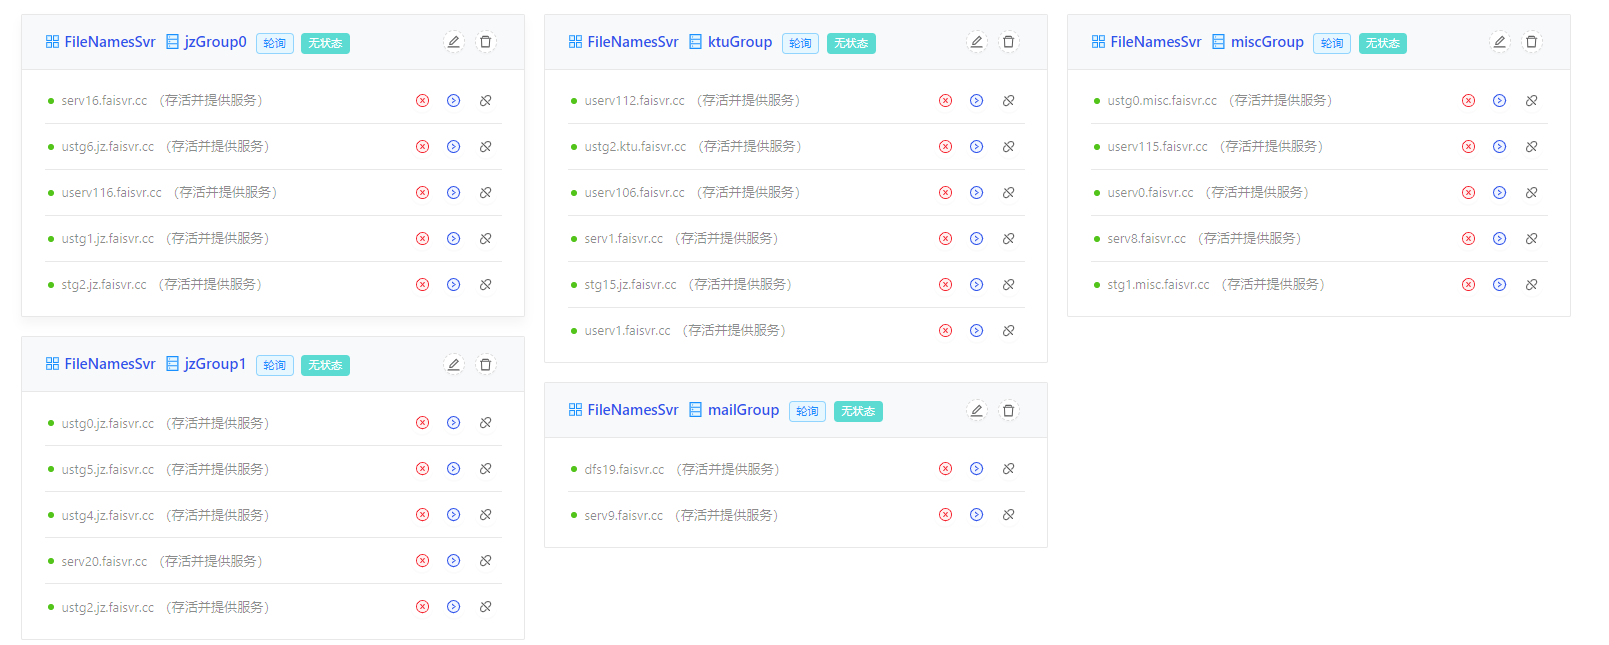 FileNamesSvr jzGroup0 轮询 无状态
serv16.faisvr.cc （存活并提供服务）
ustg6.jz.faisvr.cc （存活并提供服务）
userv116.faisvr.cc （存活并提供服务）
ustg1.jz.faisvr.cc （存活并提供服务）
stg2.jz.faisvr.cc （存活并提供服务）
FileNamesSvr jzGroup1 轮询 无状态
ustg0.jz.faisvr.cc （存活并提供服务）
ustg5.jz.faisvr.cc （存活并提供服务）
ustg4.jz.faisvr.cc （存活并提供服务）
serv20.faisvr.cc （存活并提供服务）
ustg2.jz.faisvr.cc （存活并提供服务）
FileNamesSvr ktuGroup 轮询 无状态
userv112.faisvr.cc （存活并提供服务）
ustg2.ktu.faisvr.cc （存活并提供服务）
userv106.faisvr.cc （存活并提供服务）
serv1.faisvr.cc （存活并提供服务）
stg15.jz.faisvr.cc （存活并提供服务）
userv1.faisvr.cc （存活并提供服务）
FileNamesSvr mailGroup 轮询 无状态
dfs19.faisvr.cc （存活并提供服务）
serv9.faisvr.cc （存活并提供服务）
FileNamesSvr miscGroup 轮询 无状态
ustg0.misc.faisvr.cc （存活并提供服务）
userv115.faisvr.cc （存活并提供服务）
userv0.faisvr.cc （存活并提供服务）
serv8.faisvr.cc （存活并提供服务）
stg1.misc.faisvr.cc （存活并提供服务）